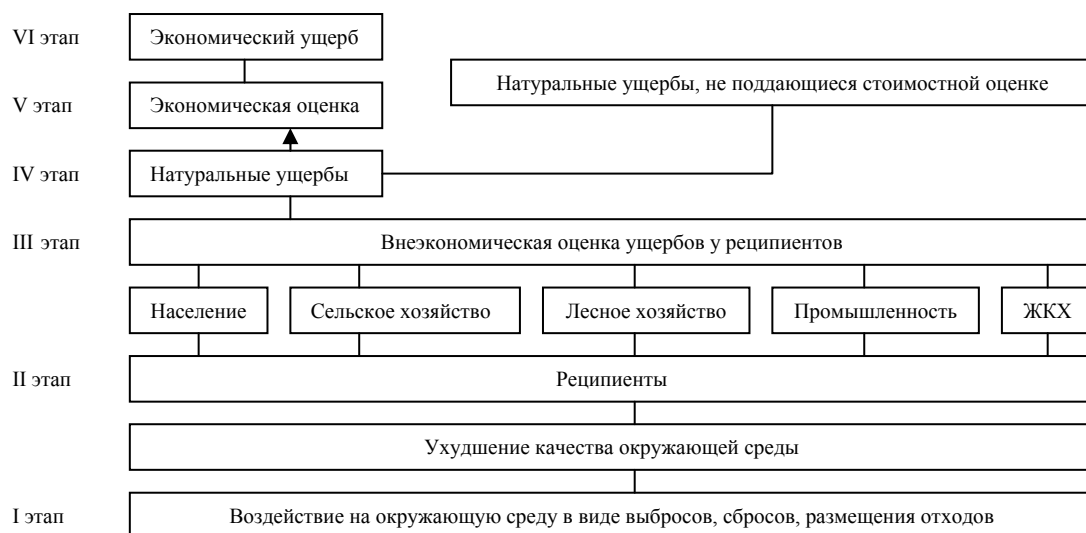 VI этап
Экономический ущерб
Натуральные ущербы, не поддающиеся стоимостной оценке
V этап
Экономическая оценка
IV этап
Натуральные ущербы
III этап
Внеэкономическая оценка ущербов у реципиентов
Население
Сельское хозяйство
Лесное хозяйство
Промышленность
ЖКХ
II этап
Реципиенты
Ухудшение качества окружающей среды
I этап
Воздействие на окружающую среду в виде выбросов, сбросов, размещения отходов